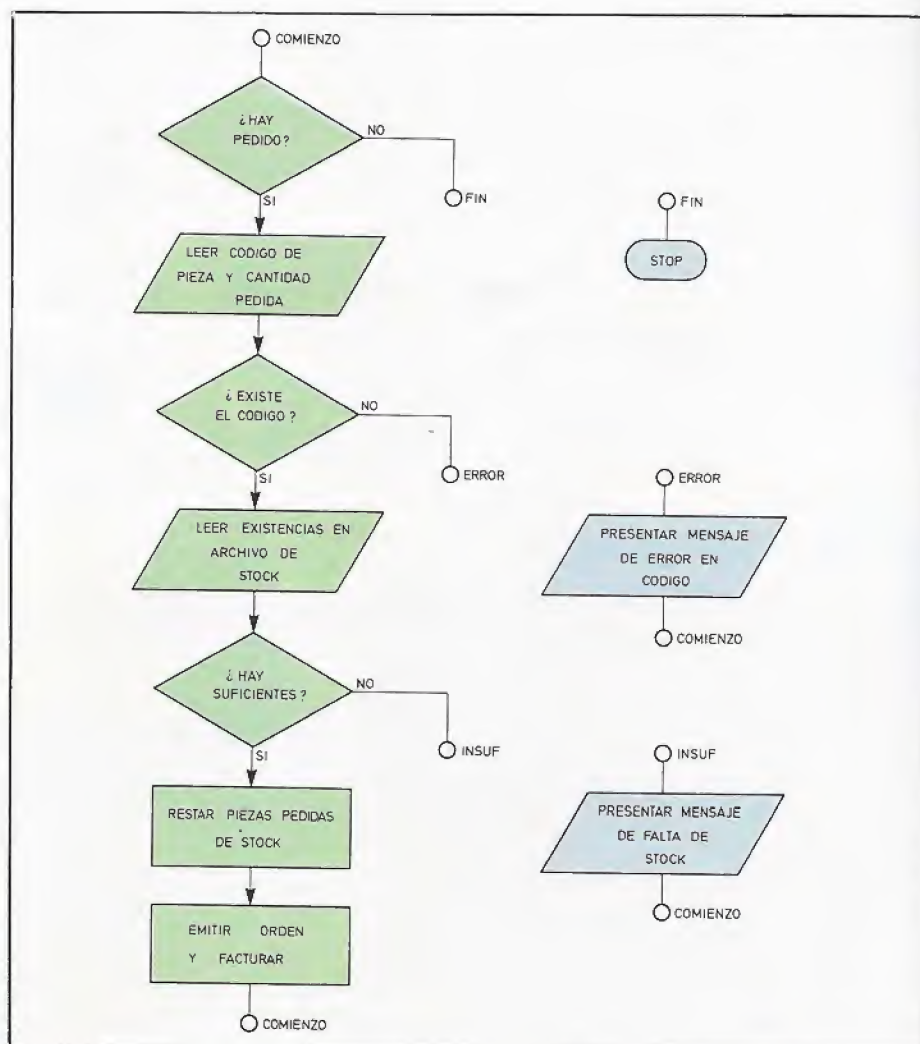 COMIENZO
¿HAY
PEDIDO?
NO
SI
FIN
LEER CODIGO DE
PIEZA Y CANTIDAD
PEDIDA
¿EXISTE
EL CODIGO?
NO
SI
ERROR
LEER EXISTENCIAS EN
ARCHIVO DE
STOCK
¿HAY
SUFICIENTES?
NO
SI
INSUF
RESTAR PIEZAS PEDIDAS
DE STOCK
EMITIR ORDEN
Y FACTURAR
COMIENZO
FIN
STOP
ERROR
PRESENTAR MENSAJE
DE ERROR EN
CODIGO
COMIENZO
INSUF
PRESENTAR MENSAJE
DE FALTA DE
STOCK
COMIENZO